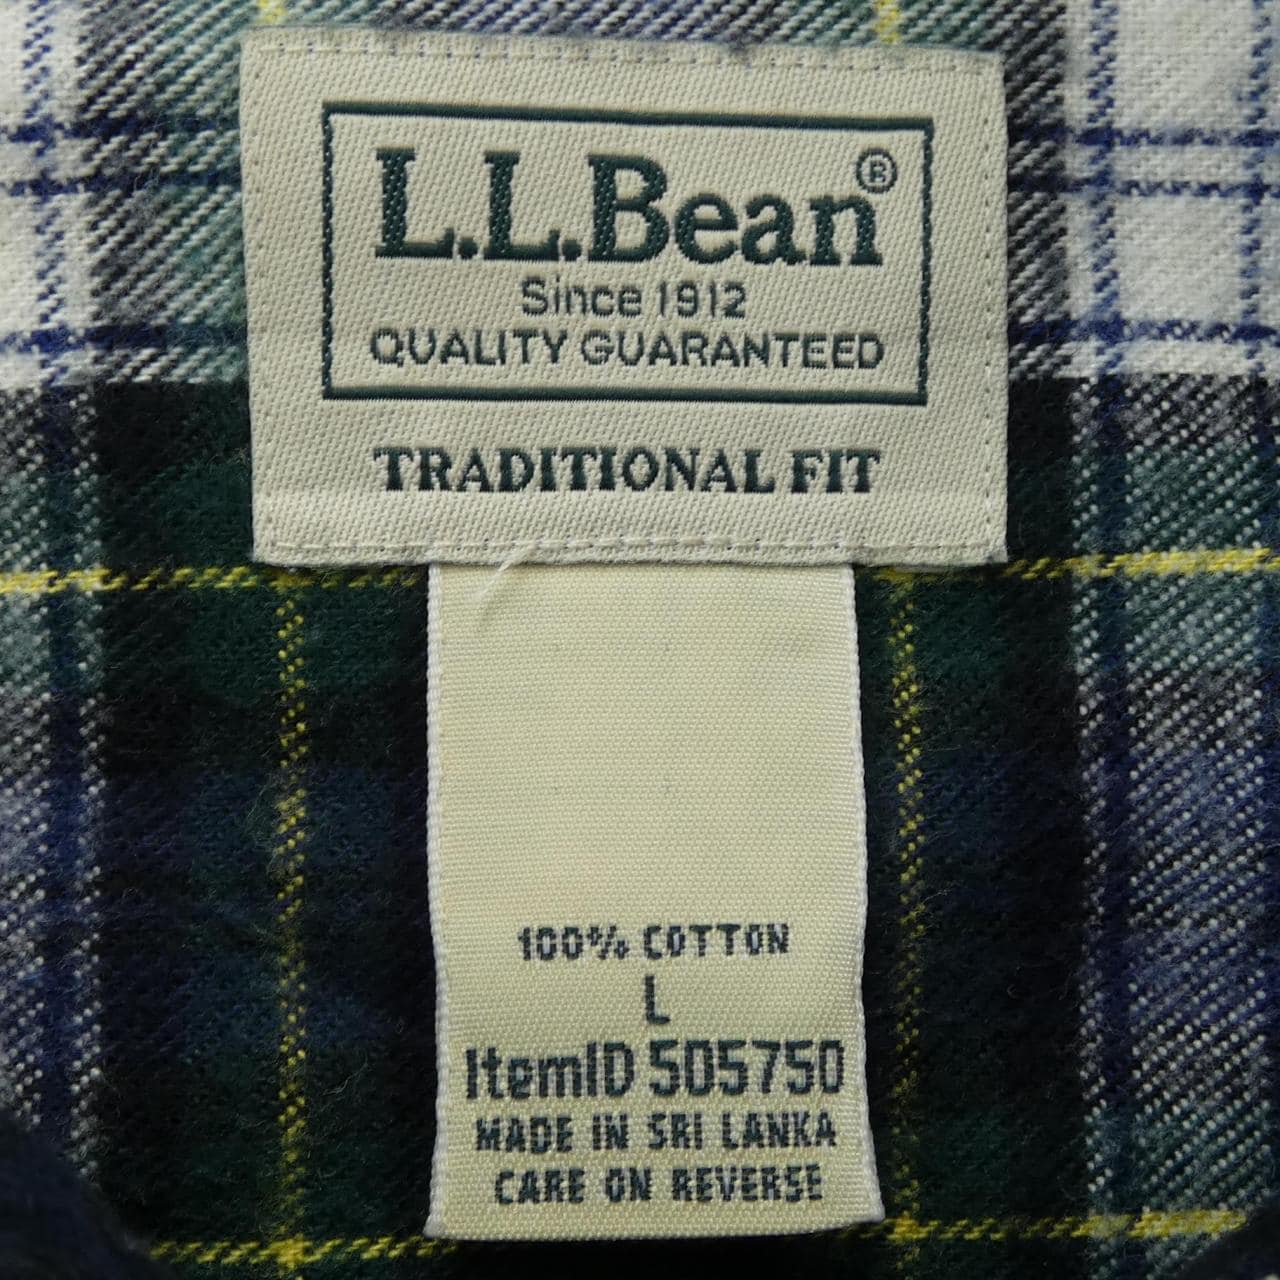 L.L.Bean®
Since 1912
QUALITY GUARANTEED
TRADITIONAL FIT
100% COTTON
L
ItemID 505750
MADE IN SRI LANKA
CARE ON REVERSE